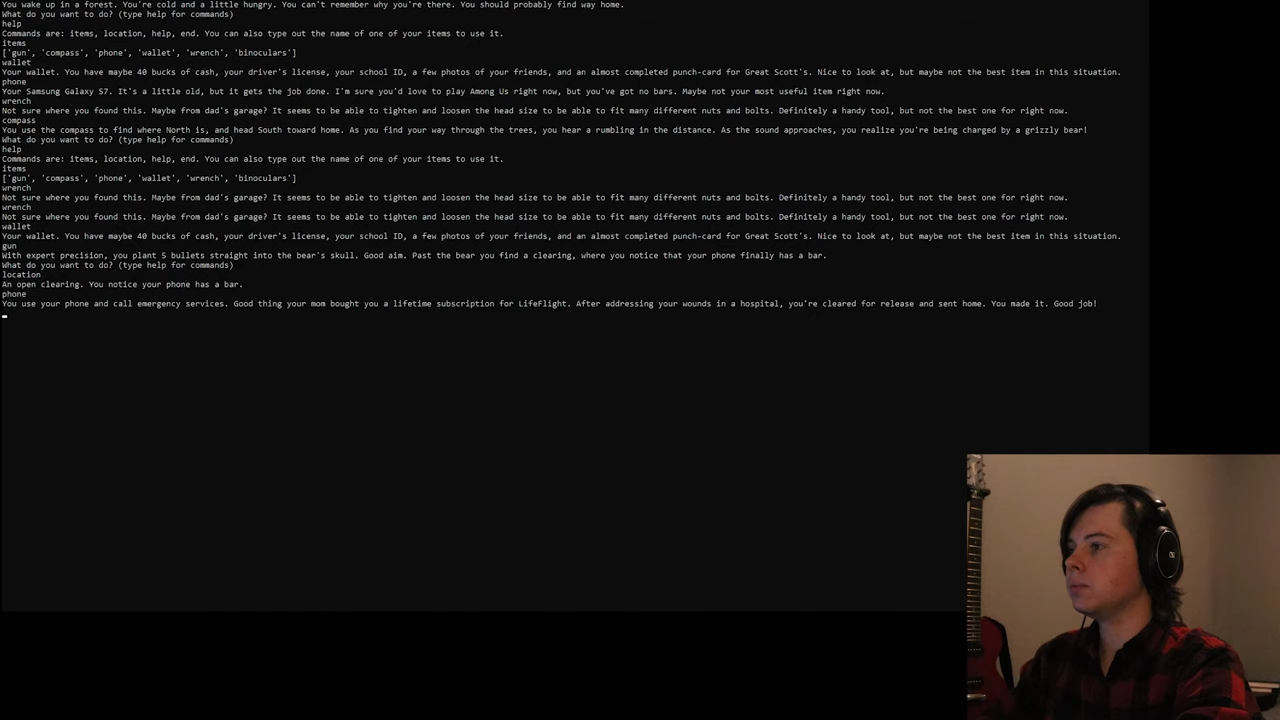 You wake up in a forest. You're cold and a little hungry. You can't remember why you're there. You should probably find way home.
What do you want to do? (type help for commands)
help
Commands are: items, location, help, end. You can also type out the name of one of your items to use it.
items
['gun', 'compass', 'phone', 'wallet', 'wrench', 'binoculars']
wallet
Your wallet. You have maybe 40 bucks of cash, your driver's license, your school ID, a few photos of your friends, and an almost completed punch-card for Great Scott's. Nice to look at, but maybe not the best item in this situation.
phone
Your Samsung Galaxy S7. It's a little old, but it gets the job done. I'm sure you'd love to play Among Us right now, but you've got no bars. Maybe not your most useful item right now.
wrench
Not sure where you found this. Maybe from dad's garage? It seems to be able to tighten and loosen the head size to be able to fit many different nuts and bolts. Definitely a handy tool, but not the best one for right now.
compass
You use the compass to find where North is, and head South toward home. As you find your way through the trees, you hear a rumbling in the distance. As the sound approaches, you realize you're being charged by a grizzly bear!
What do you want to do? (type help for commands)
help
Commands are: items, location, help, end. You can also type out the name of one of your items to use it.
items
['gun', 'compass', 'phone', 'wallet', 'wrench', 'binoculars']
wrench
Not sure where you found this. Maybe from dad's garage? It seems to be able to tighten and loosen the head size to be able to fit many different nuts and bolts. Definitely a handy tool, but not the best one for right now.
wrench
Not sure where you found this. Maybe from dad's garage? It seems to be able to tighten and loosen the head size to be able to fit many different nuts and bolts. Definitely a handy tool, but not the best one for right now.
wallet
Your wallet. You have maybe 40 bucks of cash, your driver's license, your school ID, a few photos of your friends, and an almost completed punch-card for Great Scott's. Nice to look at, but maybe not the best item in this situation.
gun
With expert precision, you plant 5 bullets straight into the bear's skull. Good aim. Past the bear you find a clearing, where you notice that your phone finally has a bar.
What do you want to do? (type help for commands)
location
An open clearing. You notice your phone has a bar.
phone
You use your phone and call emergency services. Good thing your mom bought you a lifetime subscription for LifeFlight. After addressing your wounds in a hospital, you're cleared for release and sent home. You made it. Good job!